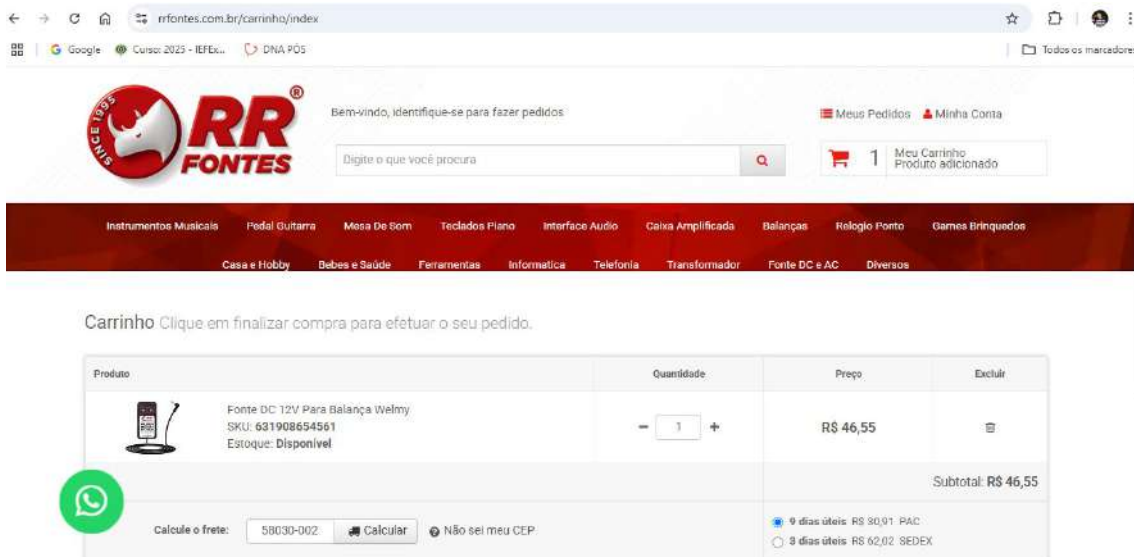 rrfontes.com.br/carrinho/index
Google Curso: 2025 - IEFEx... DNA PÓS Todos os marcadores
SINCE 1995
RR®
FONTES
Bem-vindo, identifique-se para fazer pedidos
Meus Pedidos Minha Conta
Digite o que você procura
1 Meu Carrinho
Produto adicionado
Instrumentos Musicais Pedal Guitarra Mesa De Som Teclados Piano Interface Audio Caixa Amplificada Balanças Relogio Ponto Games Brinquedos
Casa e Hobby Bebes e Saúde Ferramentas Informatica Telefonia Transformador Fonte DC e AC Diversos
Carrinho Clique em finalizar compra para efetuar o seu pedido.
Produto Quantidade Preço Excluir
Fonte DC 12V Para Balança Welmy
SKU: 631908654561
Estoque: Disponível
1
R$ 46,55
Subtotal: R$ 46,55
Calcule o frete: 58030-002 Calcular Não sei meu CEP
9 dias úteis R$ 30,91 PAC
3 dias úteis R$ 62,02 SEDEX